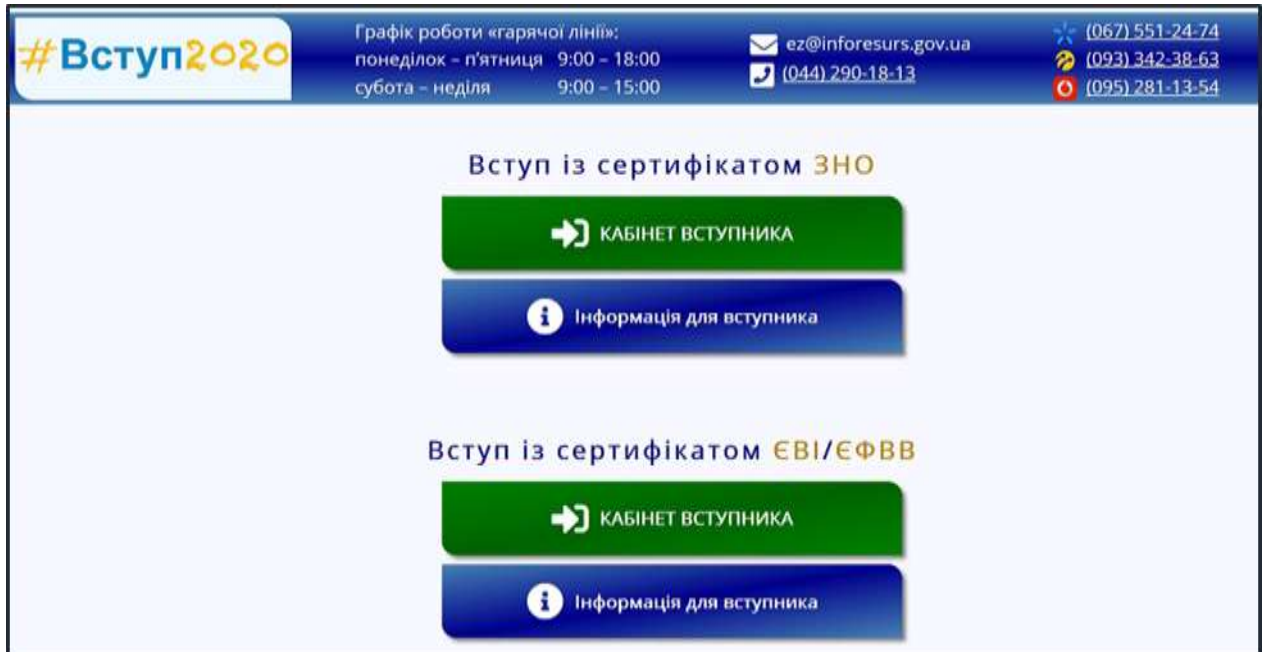 #Вступ2020
Графік роботи «гарячої лінії»:
понеділок – п'ятниця 9:00 – 18:00
субота – неділя 9:00 – 15:00
ez@inforesurs.gov.ua
(044) 290-18-13
(067) 551-24-74
(093) 342-38-63
(095) 281-13-54
Вступ із сертифікатом ЗНО
КАБІНЕТ ВСТУПНИКА
Інформація для вступника
Вступ із сертифікатом ЄВІ/ЄФВВ
КАБІНЕТ ВСТУПНИКА
Інформація для вступника